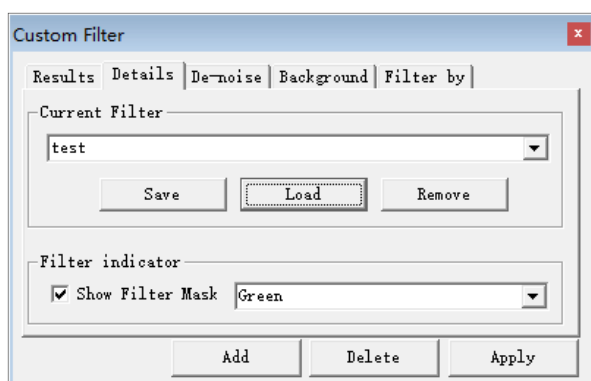 Custom Filter
x
Results Details De-noise Background Filter by
Current Filter
test
Save Load Remove
Filter indicator
Show Filter Mask Green
Add Delete Apply